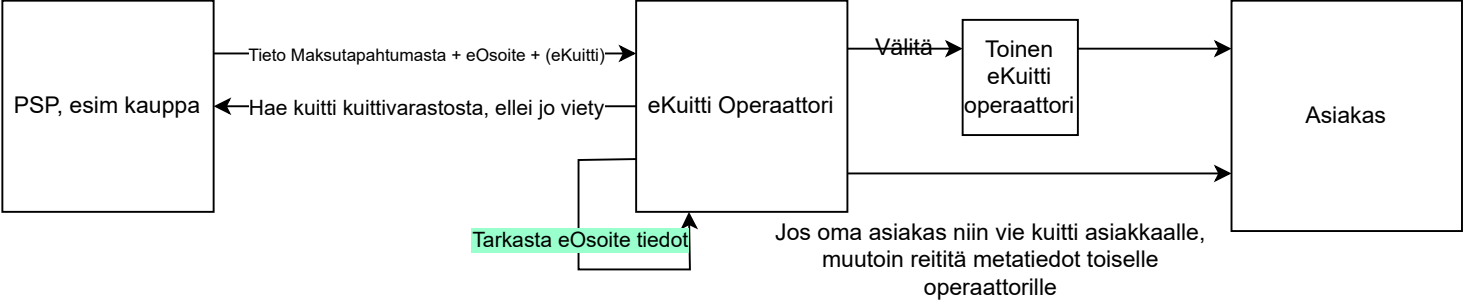 PSP, esim kauppa
Tieto Maksutapahtumasta + eOsoite + (eKuitti)
Hae kuitti kuittivarastosta, ellei jo viety
eKuitti Operaattori
Tarkasta eOsoite tiedot
Välitä
Toinen
eKuitti
operaattori
Asiakas
Jos oma asiakas niin vie kuitti asiakkaalle,
muutoin reititä metatiedot toiselle
operaattorille